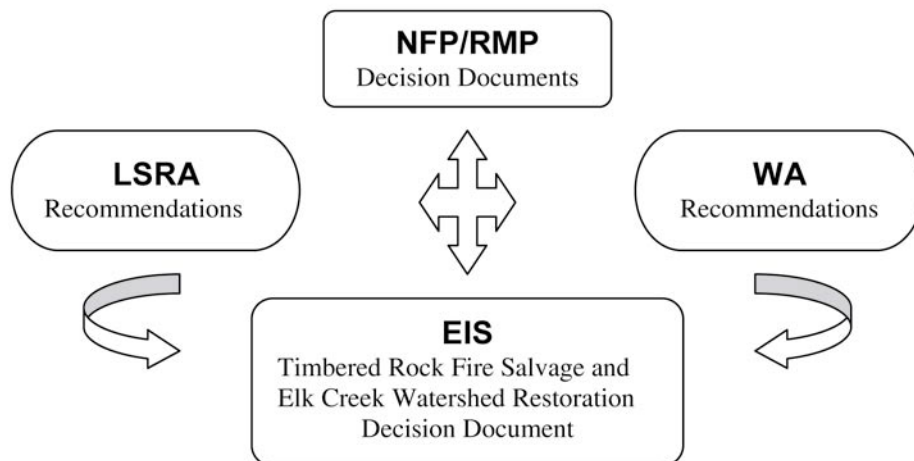 NFP/RMP
Decision Documents
LSRA
Recommendations
WA
Recommendations
EIS
Timbered Rock Fire Salvage and
Elk Creek Watershed Restoration
Decision Document